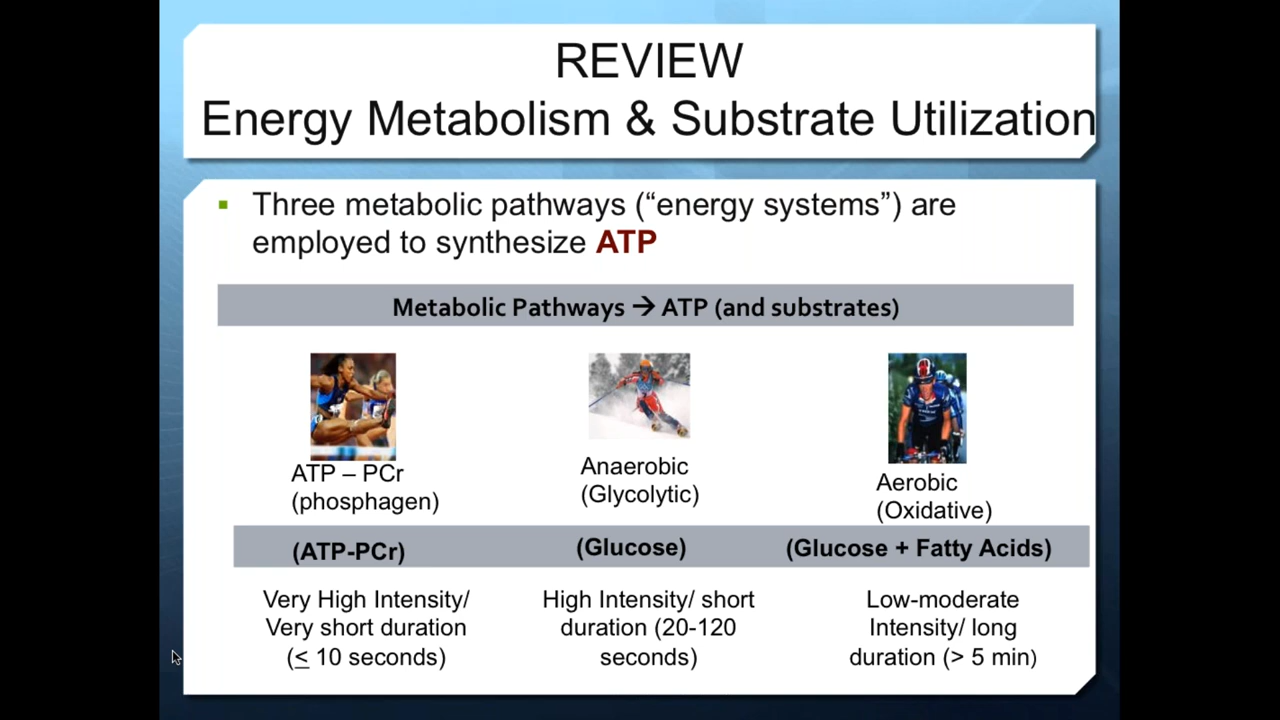 REVIEW
Energy Metabolism & Substrate Utilization
▪ Three metabolic pathways (“energy systems”) are
employed to synthesize ATP
Metabolic Pathways → ATP (and substrates)
ATP – PCr
(phosphagen)
Anaerobic
(Glycolytic)
Aerobic
(Oxidative)
(ATP-PCr)
(Glucose)
(Glucose + Fatty Acids)
Very High Intensity/
Very short duration
(≤ 10 seconds)
High Intensity/ short
duration (20-120
seconds)
Low-moderate
Intensity/ long
duration (> 5 min)